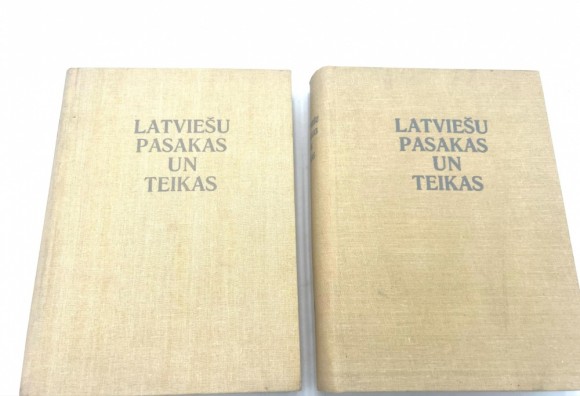 LATVIEŠU
PASAKAS
UN
TEIKAS
LATVIEŠU
PASAKAS
UN
TEIKAS